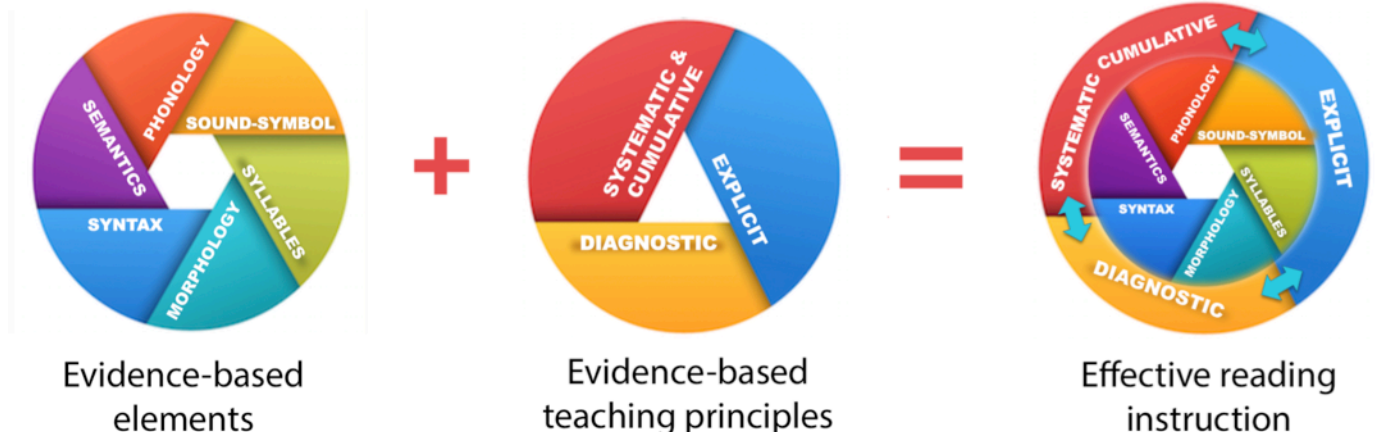 PHONOLOGY
SOUND-SYMBOL
SYLLABLES
MORPHOLOGY
SYNTAX
SEMANTICS
Evidence-based
elements
+
SYSTEMATIC &
CUMULATIVE
EXPLICIT
DIAGNOSTIC
Evidence-based
teaching principles
=
SYSTEMATIC CUMULATIVE
EXPLICIT
DIAGNOSTIC
PHONOLOGY
SOUND-SYMBOL
SYLLABLES
MORPHOLOGY
SYNTAX
SEMANTICS
Effective reading
instruction